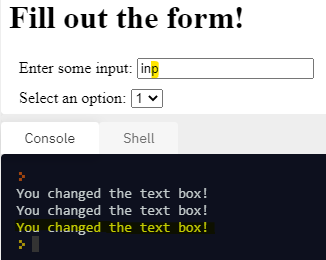 Fill out the form!
Enter some input: inp
Select an option: 1
Console Shell
>
You changed the text box!
You changed the text box!
You changed the text box!
>